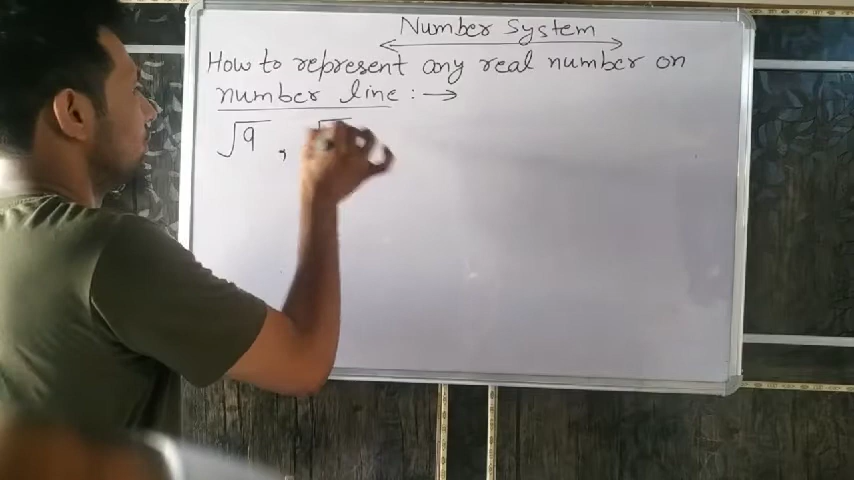 Number System
How to represent any real number on
number line : →
√9 , √